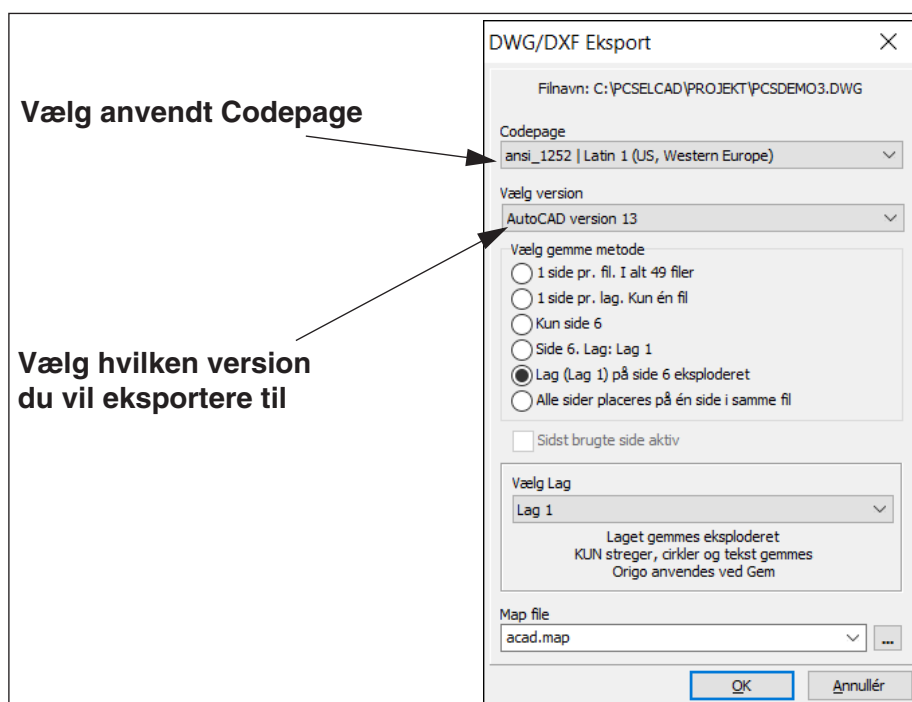 DWG/DXF Eksport
Filnavn: C:\PCSELCAD\PROJEKT\PCSDEMO3.DWG
Vælg anvendt Codepage
Codepage
ansi_1252 | Latin 1 (US, Western Europe)
Vælg version
AutoCAD version 13
Vælg gemme metode
1 side pr. fil. I alt 49 filer
1 side pr. lag. Kun én fil
Kun side 6
Side 6. Lag: Lag 1
Lag (Lag 1) på side 6 eksploderet
Alle sider placeres på én side i samme fil
Vælg hvilken version
du vil eksportere til
Sidst brugte side aktiv
Vælg Lag
Lag 1
Laget gemmes eksploderet
KUN streger, cirkler og tekst gemmes
Origo anvendes ved Gem
Map file
acad.map
...
OK
Annullér